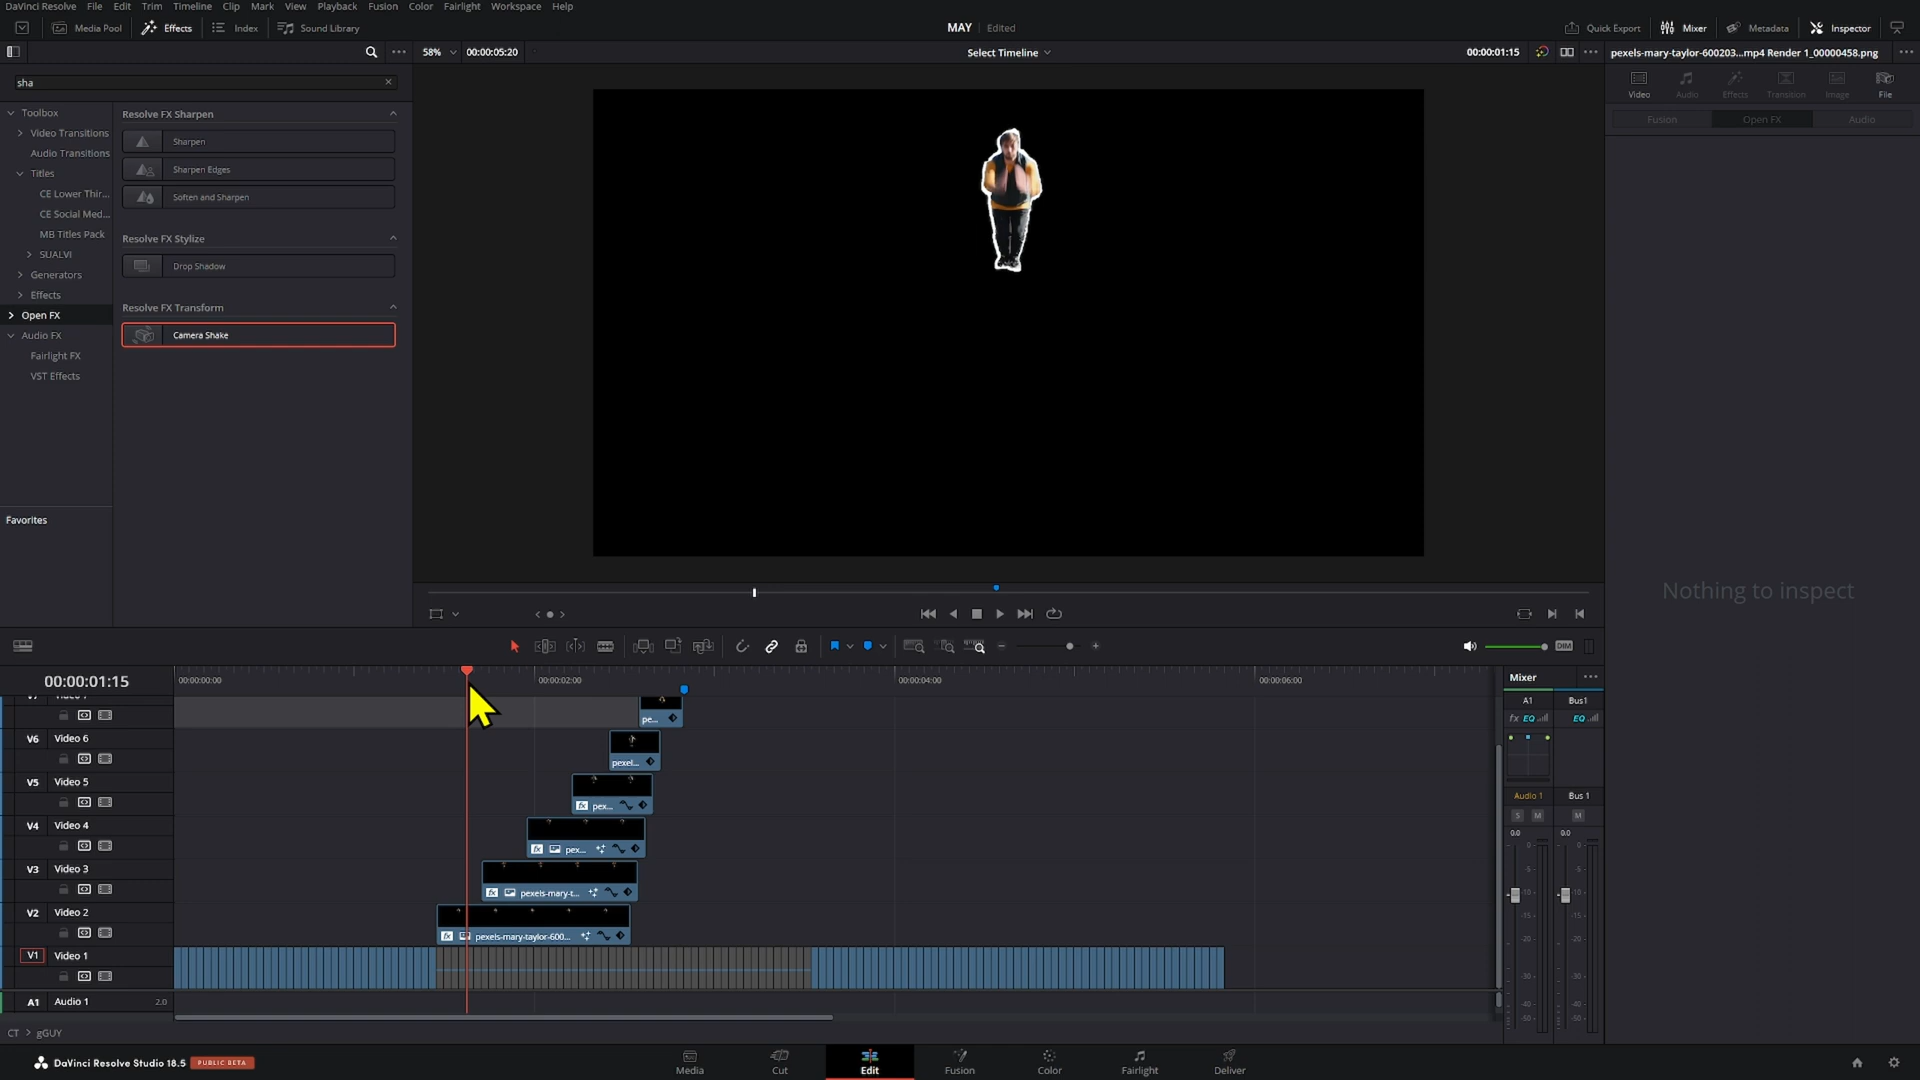 DaVinci Resolve File Edit Trim Timeline Clip Mark View Playback Fusion Color Fairlight Workspace Help
Media Pool Effects Index Sound Library MAY Edited Quick Export Mixer Metadata Inspector
58% 00:00:05:20 Select Timeline 00:00:01:15 pexels-mary-taylor-600203...mp4 Render 1_00000458.png
sha
Video Audio Effects Transition Image File
Fusion Open FX Audio
Toolbox
Video Transitions
Audio Transitions
Titles
CE Lower Thir...
CE Social Med...
MB Titles Pack
SUALVI
Generators
Effects
Open FX
Audio FX
Fairlight FX
VST Effects
Favorites
Resolve FX Sharpen
Sharpen
Sharpen Edges
Soften and Sharpen
Resolve FX Stylize
Drop Shadow
Resolve FX Transform
Camera Shake
Nothing to inspect
DIM
00:00:01:15 00:00:00:00 00:00:02:00 00:00:04:00 00:00:06:00
pe...
V6 Video 6
pexel...
V5 Video 5
fx pex...
V4 Video 4
fx pex...
V3 Video 3
fx pexels-mary-t...
V2 Video 2
fx pexels-mary-taylor-600...
V1 Video 1
A1 Audio 1 2.0
CT > gGUY
Mixer
A1 Bus1
fx EQ EQ
Audio 1 Bus 1
S M M
0.0 0.0
DaVinci Resolve Studio 18.5 PUBLIC BETA
Media Cut Edit Fusion Color Fairlight Deliver